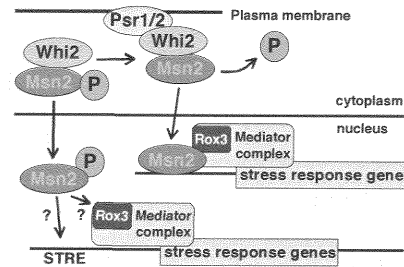 Psr1/2
Plasma membrane
Whi2
Msn2
P
Whi2
Msn2
P
cytoplasm
nucleus
Msn2
P
Msn2
Rox3
Mediator
complex
stress response gene
?
?
Rox3
Mediator
complex
STRE
stress response genes